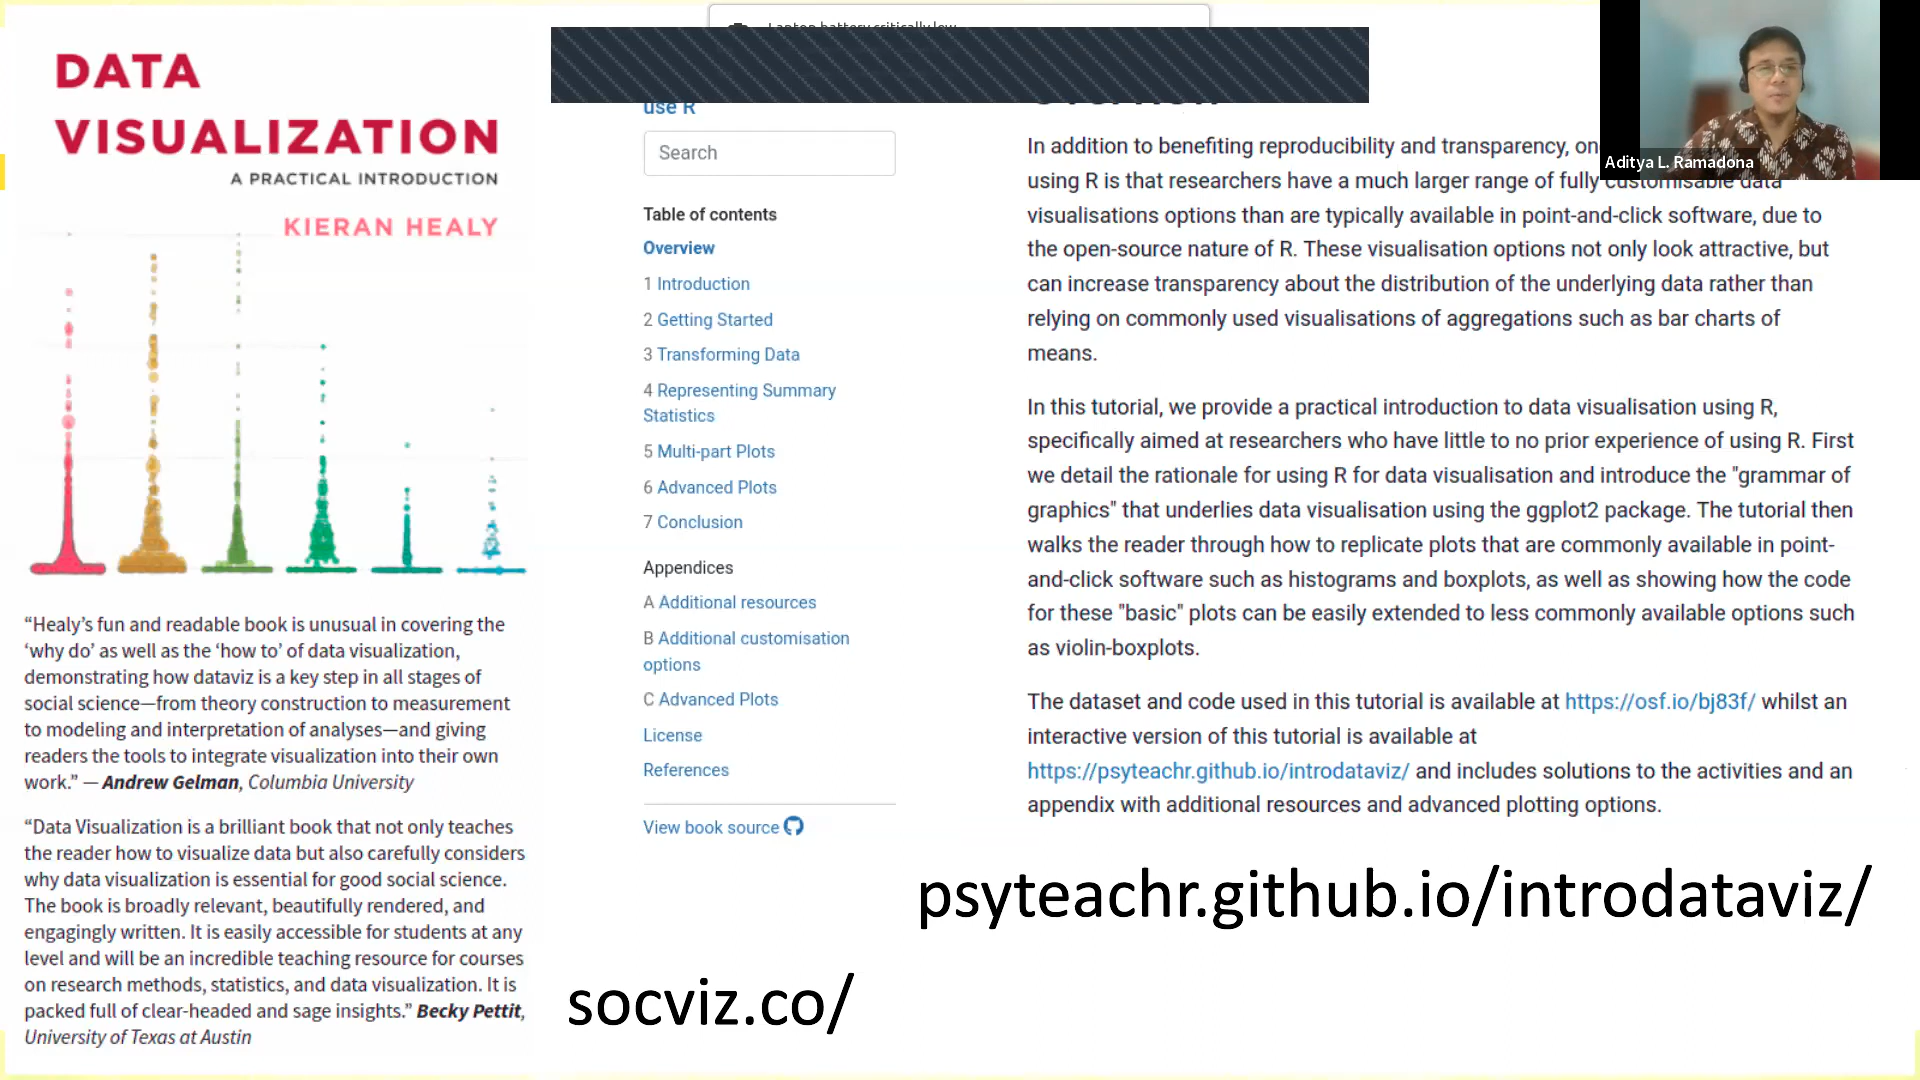 Laptop battery critically low
DATA
VISUALIZATION
A PRACTICAL INTRODUCTION
KIERAN HEALY
“Healy’s fun and readable book is unusual in covering the
‘why do’ as well as the ‘how to’ of data visualization,
demonstrating how dataviz is a key step in all stages of
social science—from theory construction to measurement
to modeling and interpretation of analyses—and giving
readers the tools to integrate visualization into their own
work.” — Andrew Gelman, Columbia University
“Data Visualization is a brilliant book that not only teaches
the reader how to visualize data but also carefully considers
why data visualization is essential for good social science.
The book is broadly relevant, beautifully rendered, and
engagingly written. It is easily accessible for students at any
level and will be an incredible teaching resource for courses
on research methods, statistics, and data visualization. It is
packed full of clear-headed and sage insights.” Becky Pettit,
University of Texas at Austin
use R
Search
Table of contents
Overview
1 Introduction
2 Getting Started
3 Transforming Data
4 Representing Summary
Statistics
5 Multi-part Plots
6 Advanced Plots
7 Conclusion
Appendices
A Additional resources
B Additional customisation
options
C Advanced Plots
License
References
View book source
In addition to benefiting reproducibility and transparency,
using R is that researchers have a much larger range of fully customisable data
visualisations options than are typically available in point-and-click software, due to
the open-source nature of R. These visualisation options not only look attractive, but
can increase transparency about the distribution of the underlying data rather than
relying on commonly used visualisations of aggregations such as bar charts of
means.
In this tutorial, we provide a practical introduction to data visualisation using R,
specifically aimed at researchers who have little to no prior experience of using R. First
we detail the rationale for using R for data visualisation and introduce the "grammar of
graphics" that underlies data visualisation using the ggplot2 package. The tutorial then
walks the reader through how to replicate plots that are commonly available in point-
and-click software such as histograms and boxplots, as well as showing how the code
for these "basic" plots can be easily extended to less commonly available options such
as violin-boxplots.
The dataset and code used in this tutorial is available at https://osf.io/bj83f/ whilst an
interactive version of this tutorial is available at
https://psyteachr.github.io/introdataviz/ and includes solutions to the activities and an
appendix with additional resources and advanced plotting options.
psyteachr.github.io/introdataviz/
socviz.co/
Aditya L. Ramadona